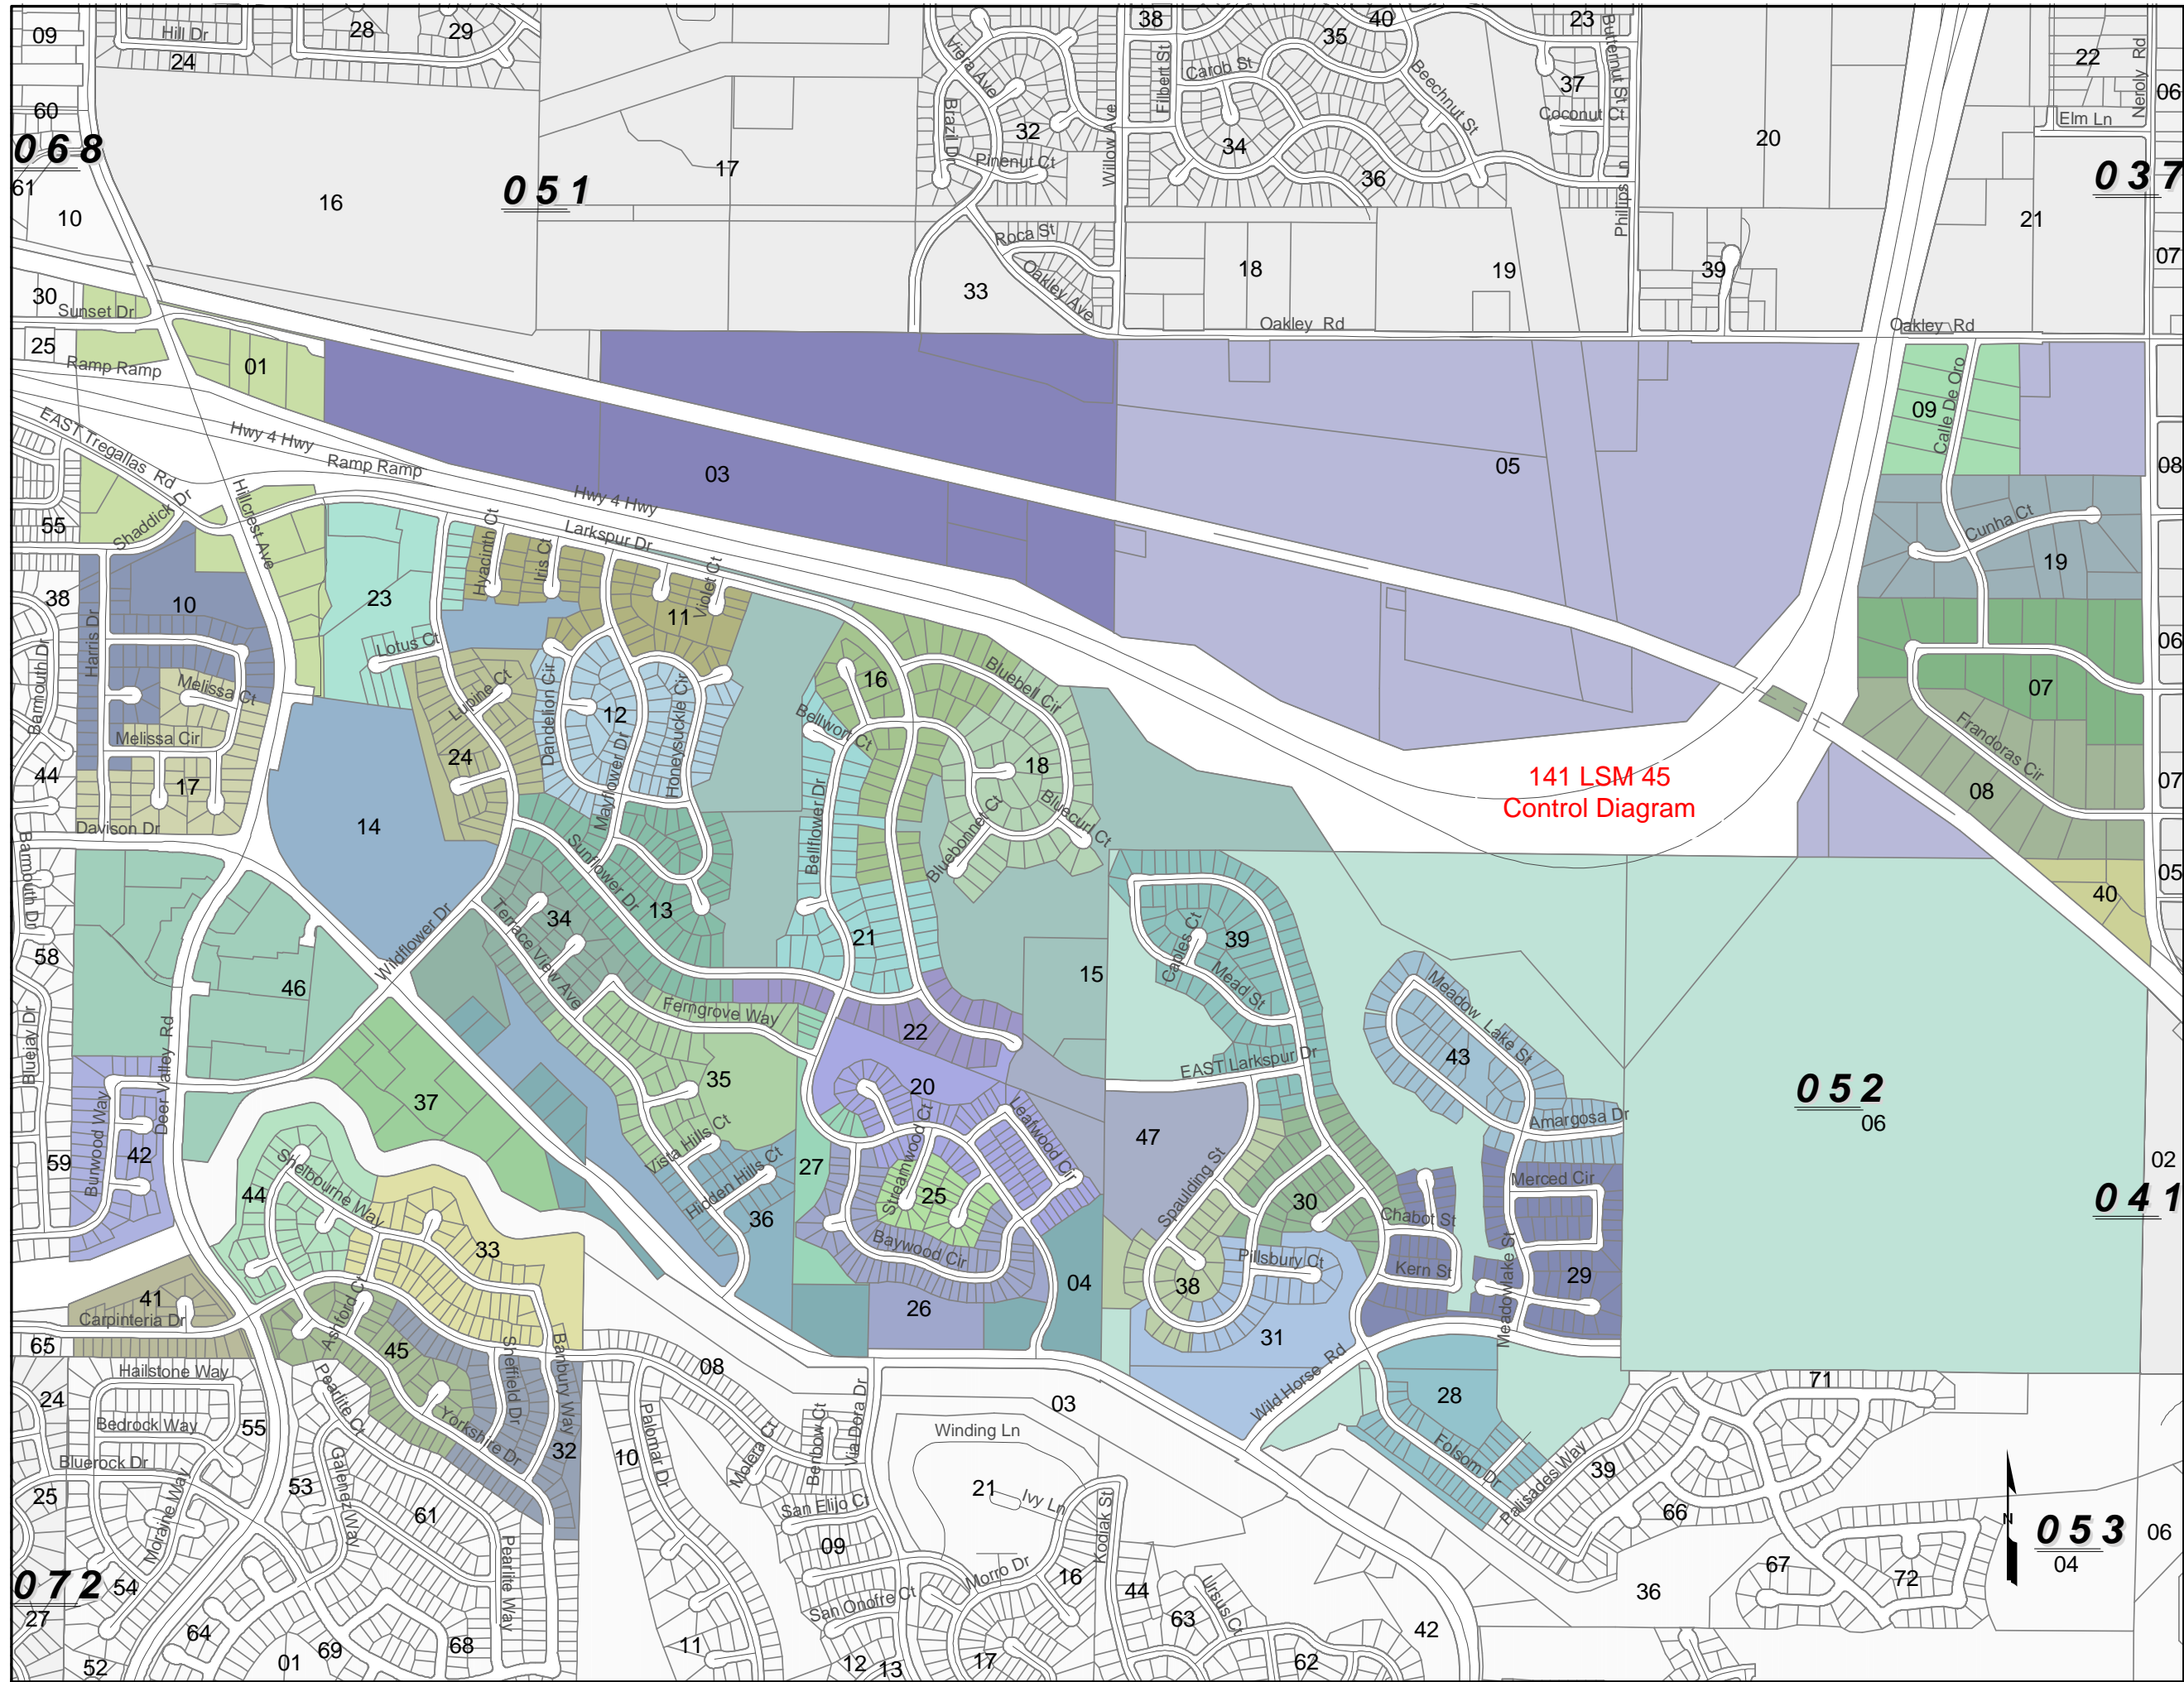 09
Hill Dr
24
28
29
38
40
35
23
Butternut St
22
Neroly Rd
06
60
068
61
10
16
051
17
Viera Ave
Brazil Dr
32
Pinenut Ct
Willow Ave
Filbert St
Carob St
34
36
Beechnut St
37
Coconut Ct
Phillips Ln
20
Elm Ln
037
21
07
Roca St
Oakley Ave
33
18
19
39
Oakley Rd
Oakley Rd
30
Sunset Dr
25
Ramp Ramp
01
EAST Tregallas Rd
Hwy 4 Hwy
Ramp Ramp
03
05
09
Calle De Oro
08
Hwy 4 Hwy
Larkspur Dr
55
Shaddick Dr
Hillcrest Ave
Hyacinth Ct
Iris Ct
Violet Ct
11
Cunha Ct
19
38
10
Harris Dr
23
Lotus Ct
Barmouth Dr
Melissa Ct
Melissa Cir
17
44
Davison Dr
14
Lupine Ct
24
Dandelion Cir
12
Mayflower Dr
Honeysuckle Cir
16
Bluebell Cir
Bellwort Ct
18
Bluecurl Ct
Bluebonnet Ct
Bellflower Dr
141 LSM 45
Control Diagram
06
07
Frandoras Cir
08
07
05
40
Barmouth Dr
58
Sunflower Dr
13
34
Terrace View Ave
Wildflower Dr
46
21
15
Caples Ct
39
Mead St
Meadow Lake St
43
Amargosa Dr
052
06
Bluejay Dr
Deer Valley Rd
Ferngrove Way
22
35
20
EAST Larkspur Dr
47
37
Burwood Way
42
59
Vista Hills Ct
Hidden Hills Ct
36
27
Streamwood Ct
Leafwood Cir
25
Baywood Cir
26
04
Spaulding St
30
Chabot St
Merced Cir
Pillsbury Ct
Kern St
38
31
Meadowlake St
29
02
041
44
Shelbourne Way
33
41
Carpinteria Dr
65
Ashford Ct
45
Sheffield Dr
Banbury Way
Yorkshire Dr
32
Hailstone Way
24
Bedrock Way
55
Bluerock Dr
25
Moraine Way
Pearlite Ct
Galenez Way
53
61
Pearlite Way
08
Palomar Dr
10
Molera Ct
Benbow Ct
Via Dora Dr
San Elijo Ct
09
San Onofre Ct
03
Winding Ln
21
Ivy Ln
Morro Dr
16
Kodiak St
44
Wild Horse Rd
28
Folsom Dr
Palisades Way
39
71
66
N
053
04
06
072
27
54
64
52
01
69
68
11
12
13
17
63
Ursus Ct
62
42
36
67
72